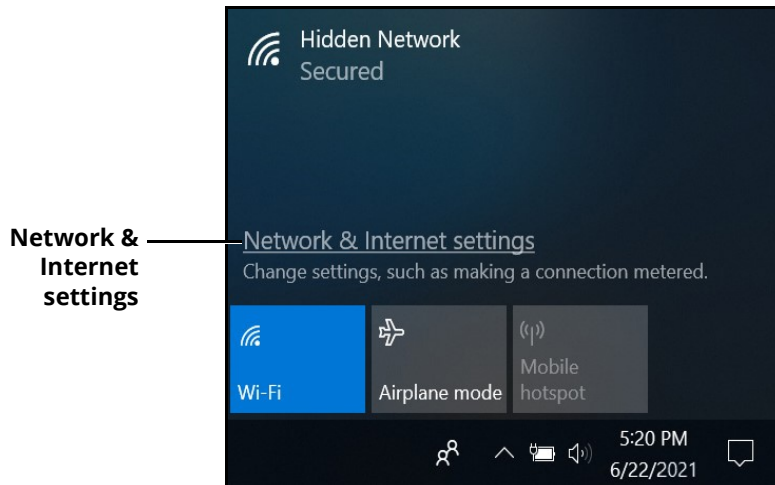 Hidden Network
Secured
Network &
Internet
settings
Network & Internet settings
Change settings, such as making a connection metered.
Wi-Fi
Airplane mode
Mobile
hotspot
5:20 PM
6/22/2021